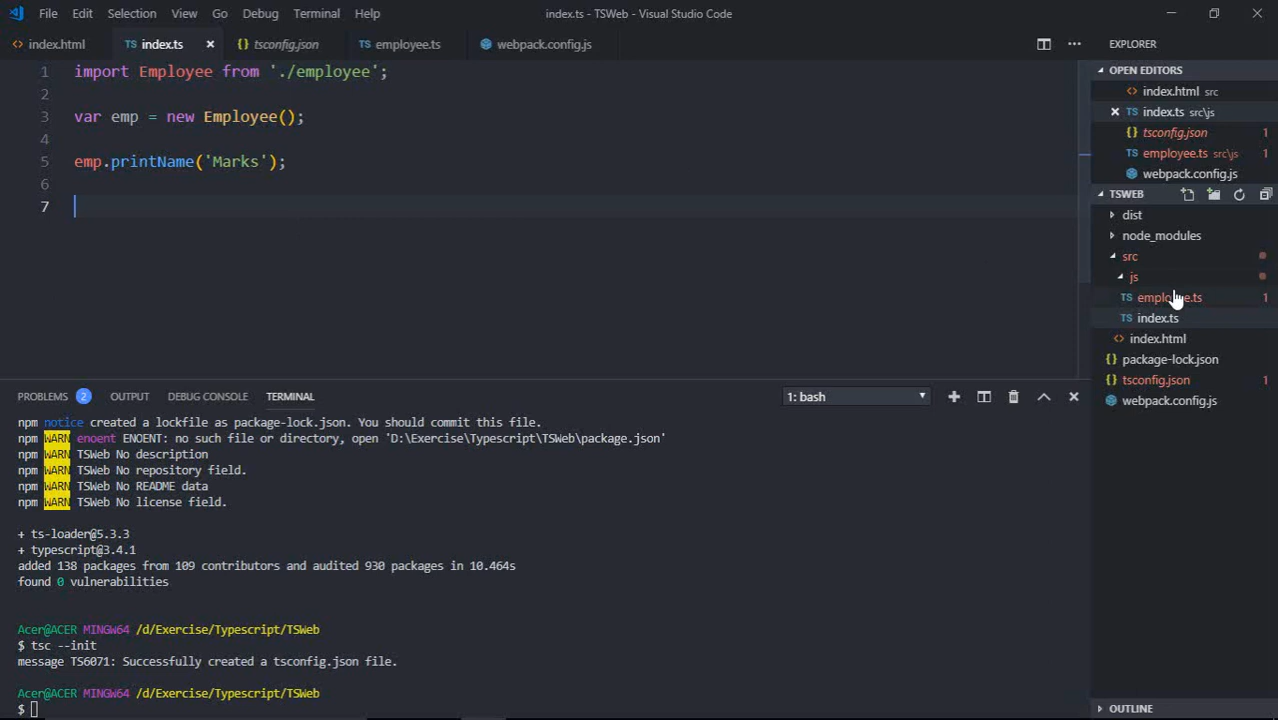 File Edit Selection View Go Debug Terminal Help index.ts - TSWeb - Visual Studio Code
index.html TS index.ts tsconfig.json TS employee.ts webpack.config.js
EXPLORER
1 import Employee from './employee';
2
3 var emp = new Employee();
4
5 emp.printName('Marks');
6
7
OPEN EDITORS
index.html src
TS index.ts src\js
{} tsconfig.json 1
TS employee.ts src\js 1
webpack.config.js
TSWEB
dist
node_modules
src
js
TS employee.ts 1
TS index.ts
index.html
{} package-lock.json
{} tsconfig.json 1
webpack.config.js
OUTLINE
PROBLEMS 2 OUTPUT DEBUG CONSOLE TERMINAL 1: bash
npm notice created a lockfile as package-lock.json. You should commit this file.
npm WARN enoent ENOENT: no such file or directory, open 'D:\Exercise\Typescript\TSWeb\package.json'
npm WARN TSWeb No description
npm WARN TSWeb No repository field.
npm WARN TSWeb No README data
npm WARN TSWeb No license field.
+ ts-loader@5.3.3
+ typescript@3.4.1
added 138 packages from 109 contributors and audited 930 packages in 10.464s
found 0 vulnerabilities
Acer@ACER MINGW64 /d/Exercise/Typescript/TSWeb
$ tsc --init
message TS6071: Successfully created a tsconfig.json file.
Acer@ACER MINGW64 /d/Exercise/Typescript/TSWeb
$